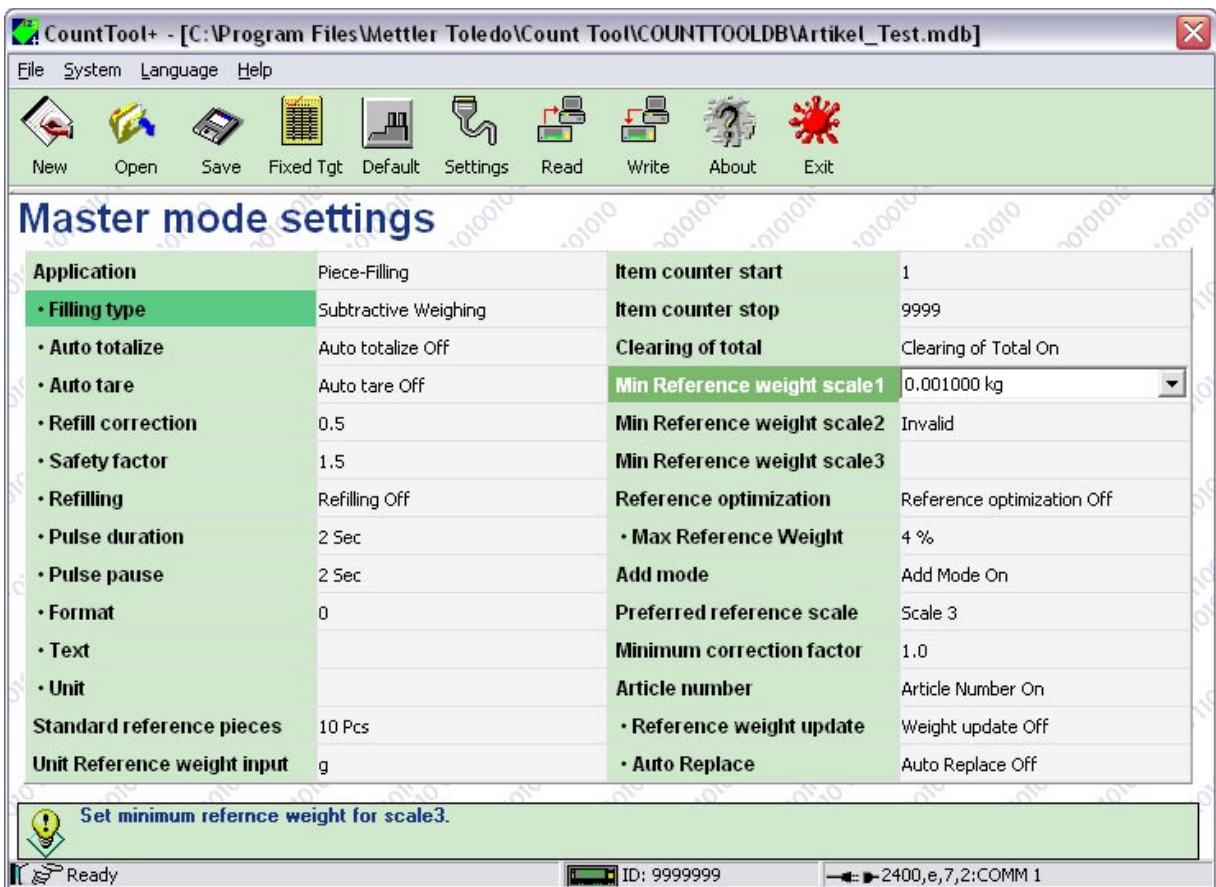 CountTool+ - [C:\Program Files\Mettler Toledo\Count Tool\COUNTTOOLDB\Artikel_Test.mdb]
File System Language Help
New Open Save Fixed Tgt Default Settings Read Write About Exit
Master mode settings
Application Piece-Filling Item counter start 1
• Filling type Subtractive Weighing Item counter stop 9999
• Auto totalize Auto totalize Off Clearing of total Clearing of Total On
• Auto tare Auto tare Off Min Reference weight scale1 0.001000 kg
• Refill correction 0.5 Min Reference weight scale2 Invalid
• Safety factor 1.5 Min Reference weight scale3
• Refilling Refilling Off Reference optimization Reference optimization Off
• Pulse duration 2 Sec • Max Reference Weight 4 %
• Pulse pause 2 Sec Add mode Add Mode On
• Format 0 Preferred reference scale Scale 3
• Text Minimum correction factor 1.0
• Unit Article number Article Number On
Standard reference pieces 10 Pcs • Reference weight update Weight update Off
Unit Reference weight input g • Auto Replace Auto Replace Off
Set minimum refernce weight for scale3.
Ready ID: 9999999 2400,e,7,2:COMM 1